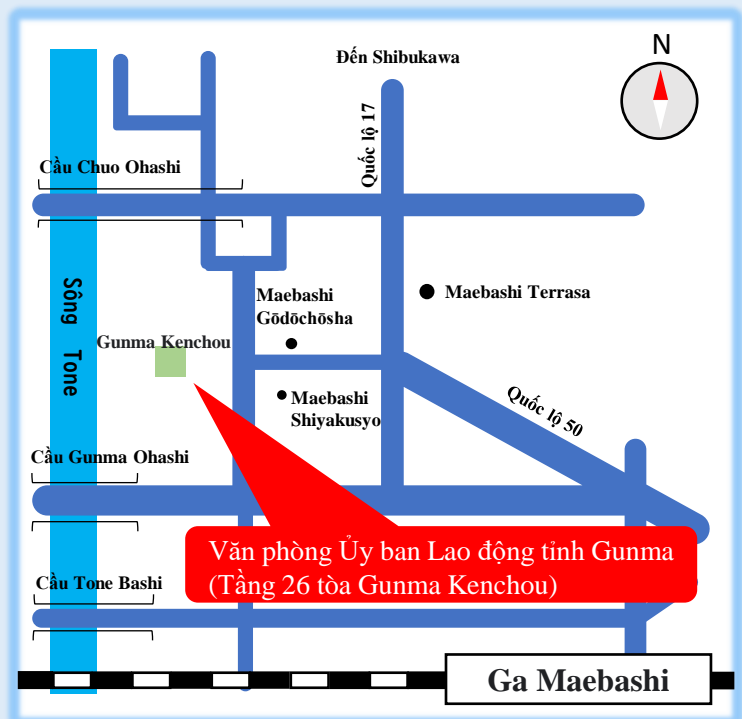 Đến Shibukawa
N
Quốc lộ 17
Cầu Chuo Ohashi
Sông Tone
Maebashi
Gōdōchōsha
Maebashi Terrasa
Gunma Kenchou
Maebashi
Shiyakusyo
Quốc lộ 50
Cầu Gunma Ohashi
Văn phòng Ủy ban Lao động tỉnh Gunma
(Tầng 26 tòa Gunma Kenchou)
Cầu Tone Bashi
Ga Maebashi